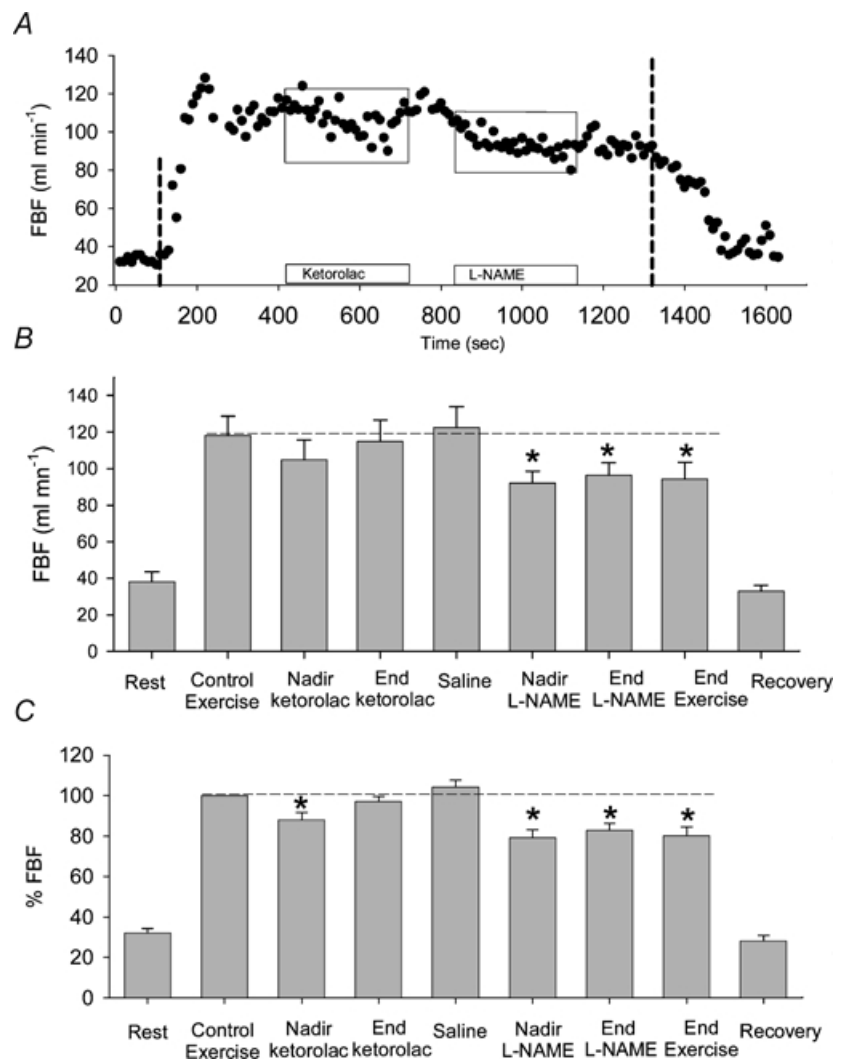 A
140
120
100
80
60
40
20
FBF (ml min⁻¹)
Ketorolac
L-NAME
0 200 400 600 800 1000 1200 1400 1600
Time (sec)
B
140
120
100
80
60
40
20
0
FBF (ml mn⁻¹)
* * *
Rest Control Nadir End Saline Nadir End End Recovery
Exercise ketorolac ketorolac L-NAME L-NAME Exercise
C
120
100
80
60
40
20
0
% FBF
* * * *
Rest Control Nadir End Saline Nadir End End Recovery
Exercise ketorolac ketorolac L-NAME L-NAME Exercise